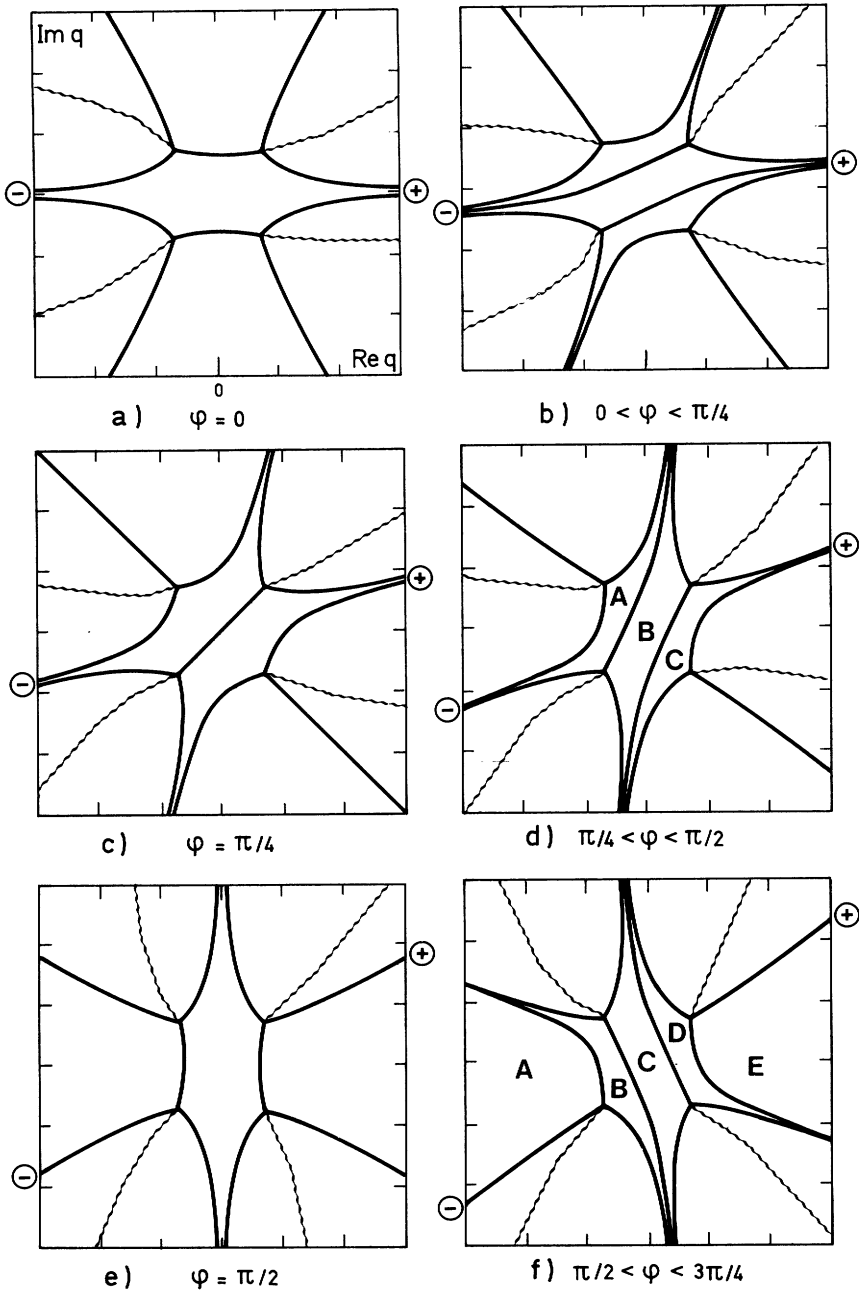 Im q
⊖
⊕
Re q
0
a) φ = 0
⊕
⊖
b) 0 < φ < π/4
⊕
⊖
c) φ = π/4
⊕
A
B
C
⊖
d) π/4 < φ < π/2
⊕
⊖
e) φ = π/2
⊕
D
A
B
C
E
⊖
f) π/2 < φ < 3π/4